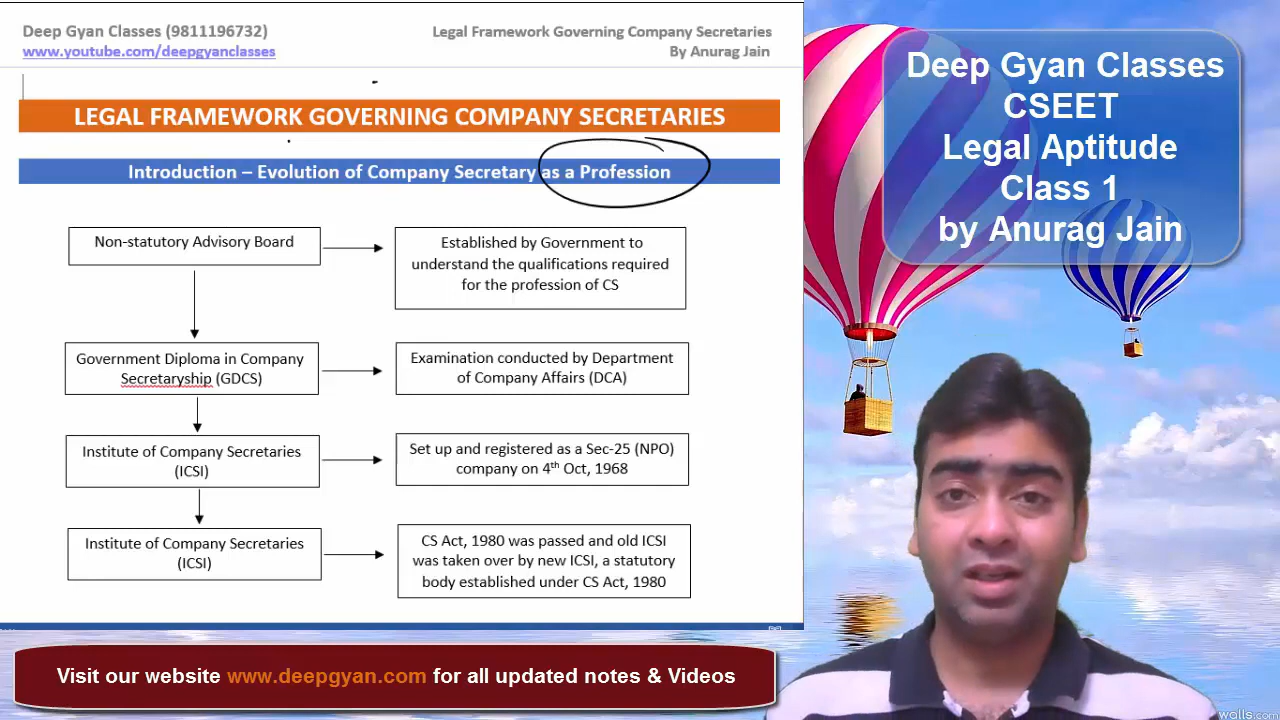 Deep Gyan Classes (9811196732)
www.youtube.com/deepgyanclasses
Legal Framework Governing Company Secretaries
By Anurag Jain
LEGAL FRAMEWORK GOVERNING COMPANY SECRETARIES
Introduction – Evolution of Company Secretary as a Profession
Non-statutory Advisory Board
Established by Government to
understand the qualifications required
for the profession of CS
Government Diploma in Company
Secretaryship (GDCS)
Examination conducted by Department
of Company Affairs (DCA)
Institute of Company Secretaries
(ICSI)
Set up and registered as a Sec-25 (NPO)
company on 4th Oct, 1968
Institute of Company Secretaries
(ICSI)
CS Act, 1980 was passed and old ICSI
was taken over by new ICSI, a statutory
body established under CS Act, 1980
Deep Gyan Classes
CSEET
Legal Aptitude
Class 1
by Anurag Jain
Visit our website www.deepgyan.com for all updated notes & Videos
walls.com